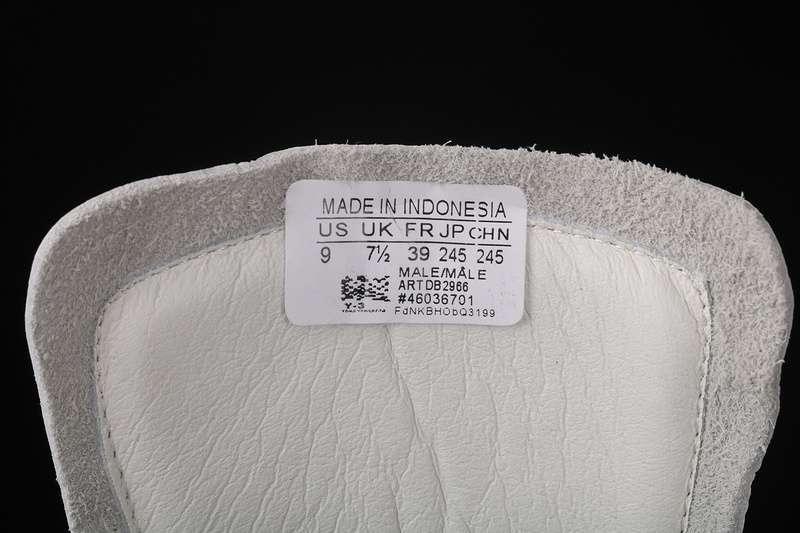 MADE IN INDONESIA
US UK FR JP CHN
9 7½ 39 245 245
MALE/MÂLE
ART DB2966
#46036701
Y-3
FdNKBHObQ3199